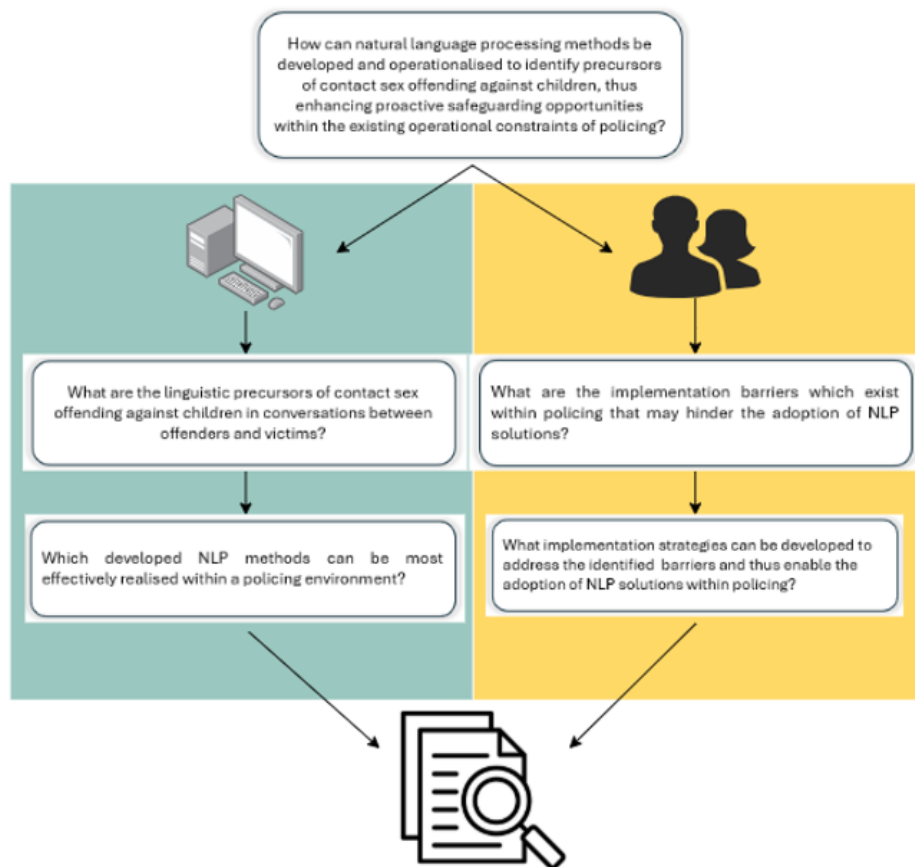 How can natural language processing methods be
developed and operationalised to identify precursors
of contact sex offending against children, thus
enhancing proactive safeguarding opportunities
within the existing operational constraints of policing?
What are the linguistic precursors of contact sex
offending against children in conversations between
offenders and victims?
What are the implementation barriers which exist
within policing that may hinder the adoption of NLP
solutions?
Which developed NLP methods can be most
effectively realised within a policing environment?
What implementation strategies can be developed to
address the identified barriers and thus enable the
adoption of NLP solutions within policing?